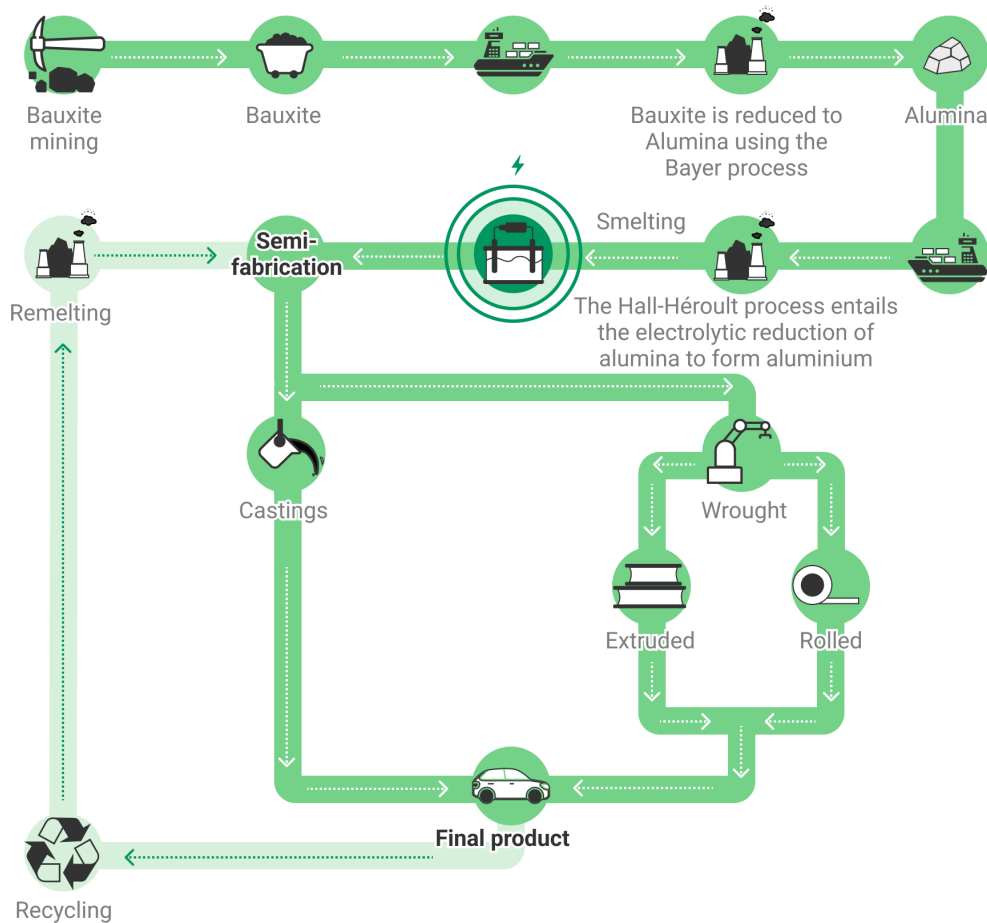 Bauxite
mining
Bauxite
Bauxite is reduced to
Alumina using the
Bayer process
Alumina
Remelting
Semi-
fabrication
Smelting
The Hall-Héroult process entails
the electrolytic reduction of
alumina to form aluminium
Castings
Wrought
Extruded
Rolled
Final product
Recycling